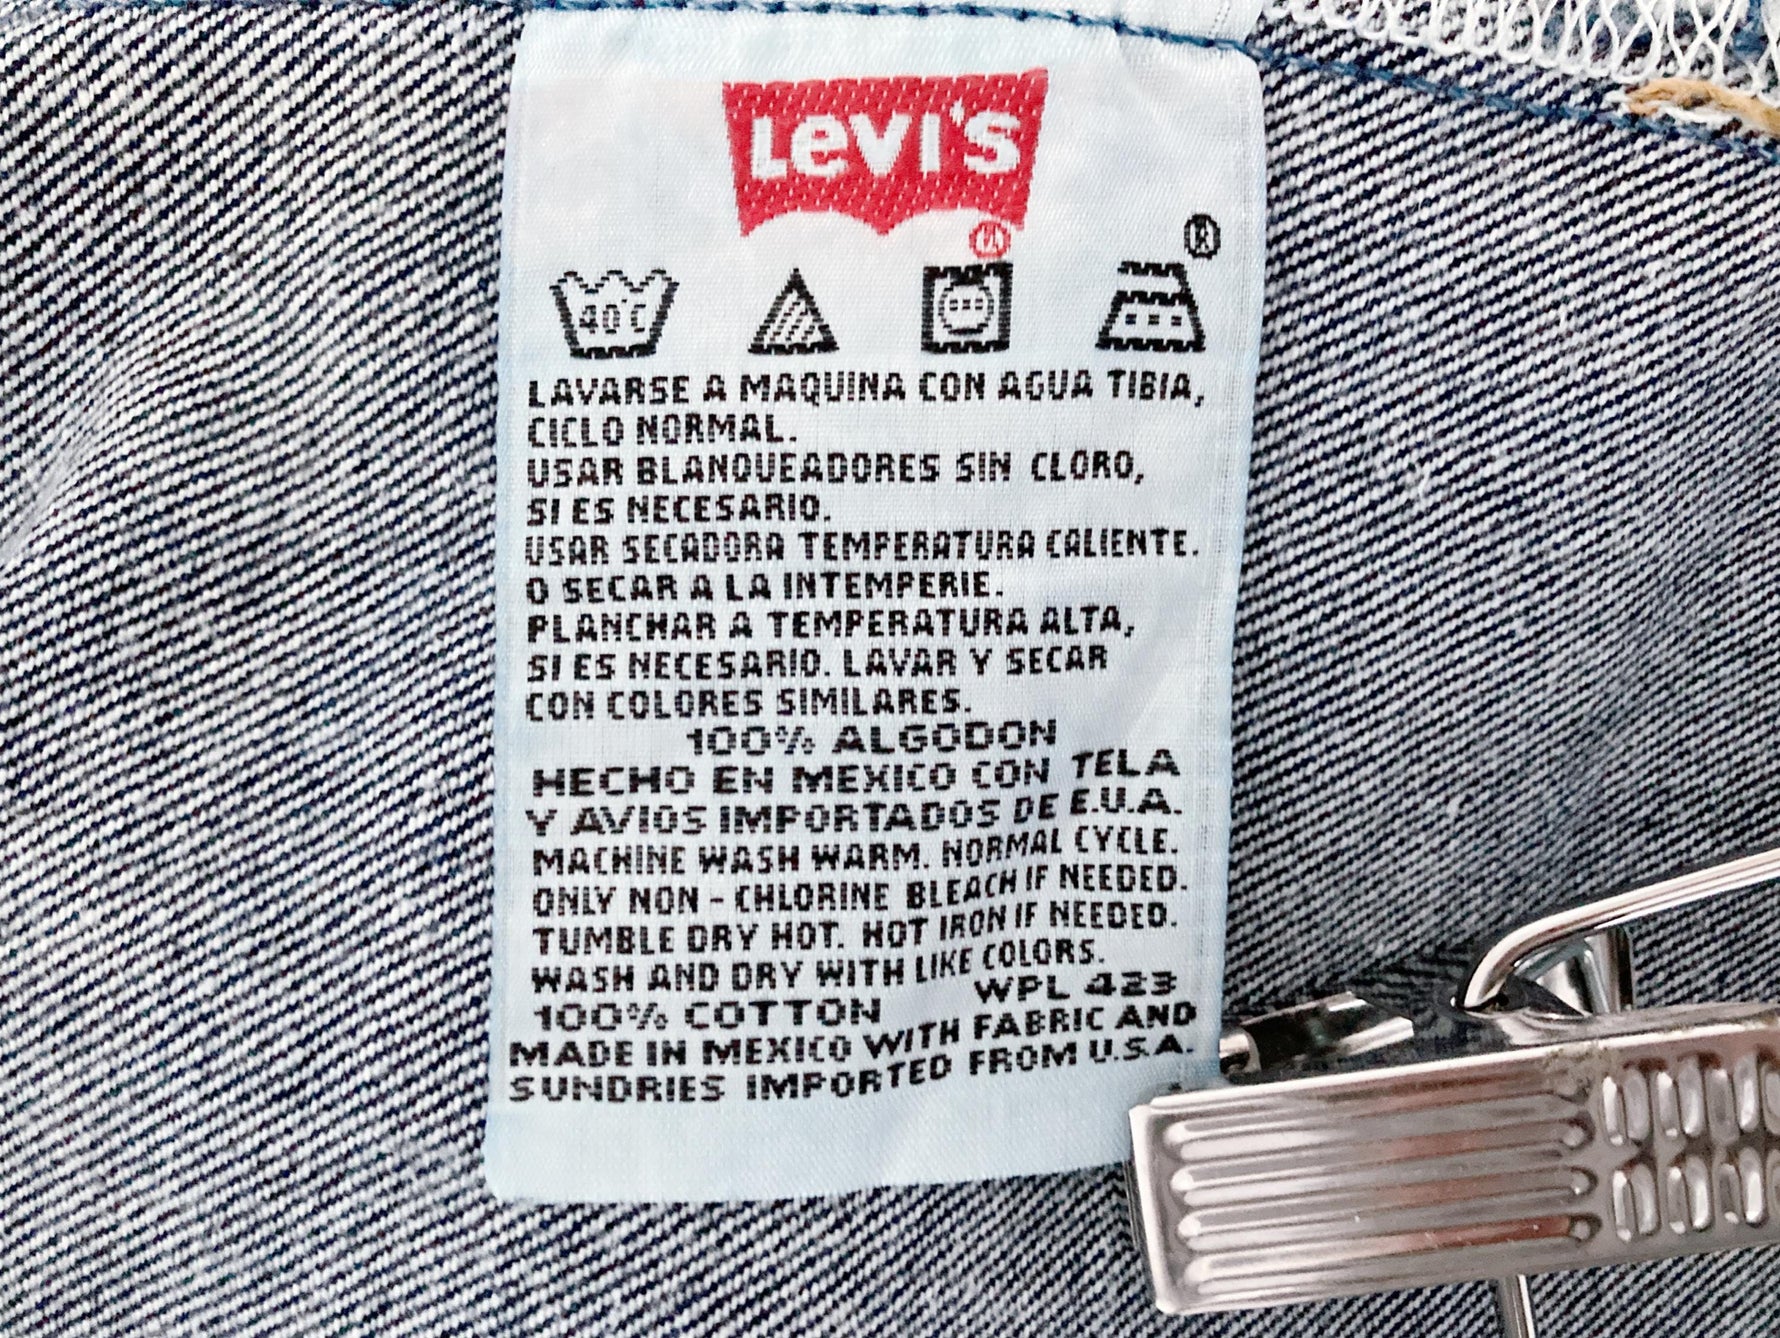 LEVI'S
®
®
40°C
LAVARSE A MAQUINA CON AGUA TIBIA,
CICLO NORMAL.
USAR BLANQUEADORES SIN CLORO,
SI ES NECESARIO.
USAR SECADORA TEMPERATURA CALIENTE.
O SECAR A LA INTEMPERIE.
PLANCHAR A TEMPERATURA ALTA,
SI ES NECESARIO. LAVAR Y SECAR
CON COLORES SIMILARES.
100% ALGODON
HECHO EN MEXICO CON TELA
Y AVIOS IMPORTADOS DE E.U.A.
MACHINE WASH WARM. NORMAL CYCLE.
ONLY NON - CHLORINE BLEACH IF NEEDED.
TUMBLE DRY HOT. HOT IRON IF NEEDED.
WASH AND DRY WITH LIKE COLORS.
100% COTTON WPL 423
MADE IN MEXICO WITH FABRIC AND
SUNDRIES IMPORTED FROM U.S.A.